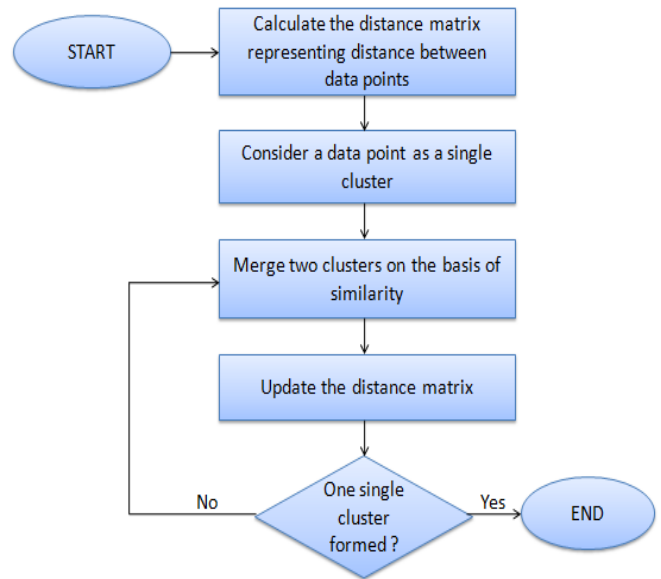 START
Calculate the distance matrix
representing distance between
data points
Consider a data point as a single
cluster
Merge two clusters on the basis of
similarity
Update the distance matrix
One single
cluster
formed ?
No
Yes
END